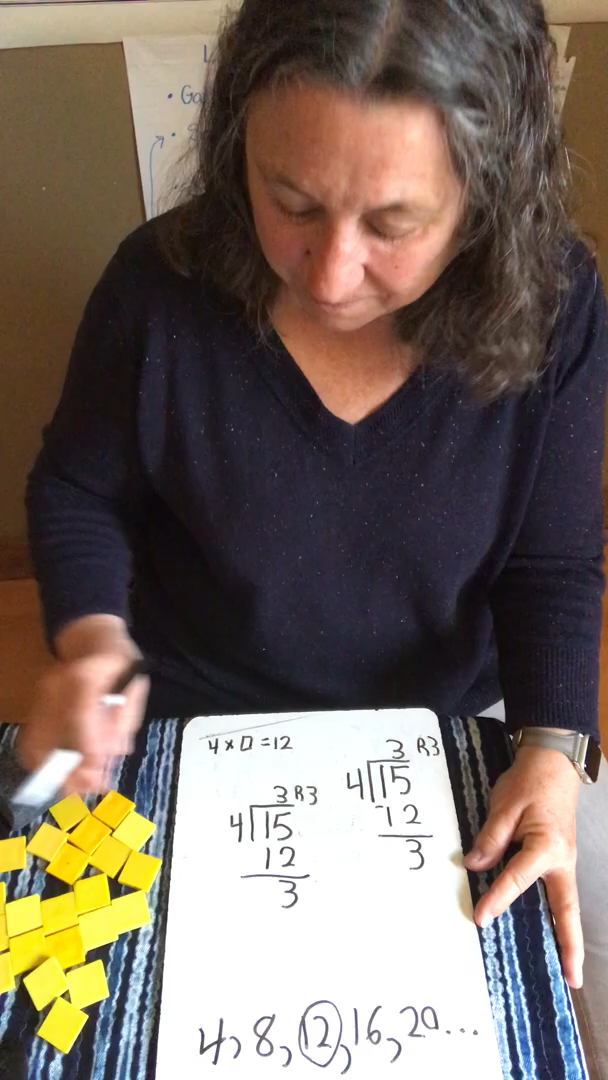 L
• Ga
•
4 x □ = 12
3 R3
4)15
12
3
3 R3
4)15
12
3
4, 8, 12, 16, 20...